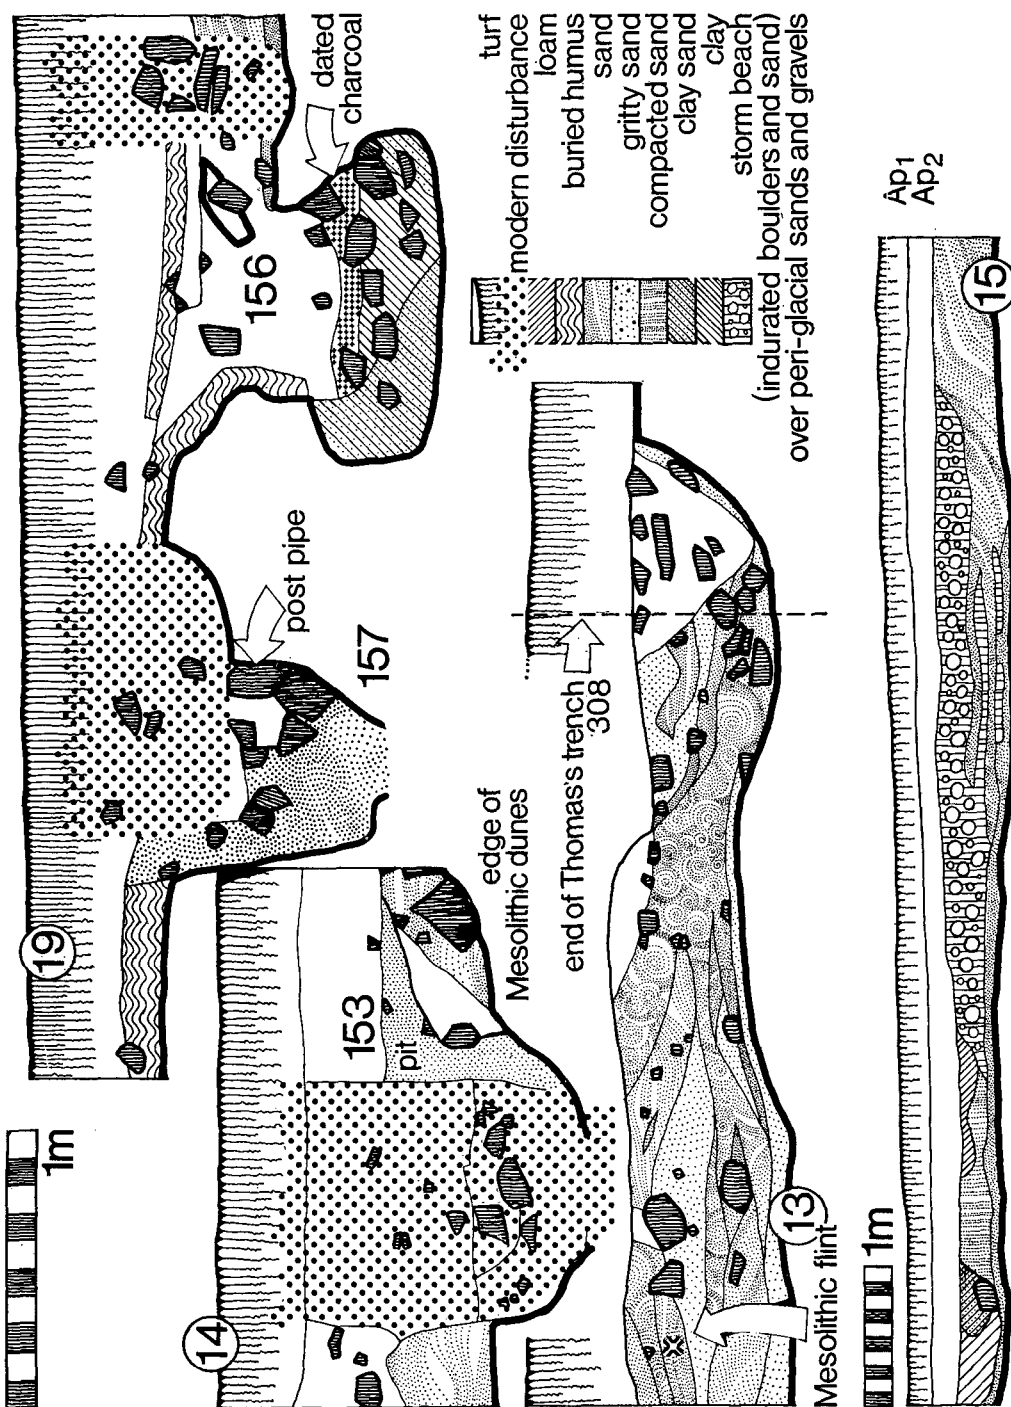 19
dated
charcoal
156
post pipe
157
turf
modern disturbance
loam
buried humus
sand
gritty sand
compacted sand
clay sand
clay
storm beach
(indurated boulders and sand)
over peri-glacial sands and gravels
1m
14
153
pit
edge of
Mesolithic dunes
end of Thomas's trench
308
13
Mesolithic flint
1m
Ap1
Ap2
15